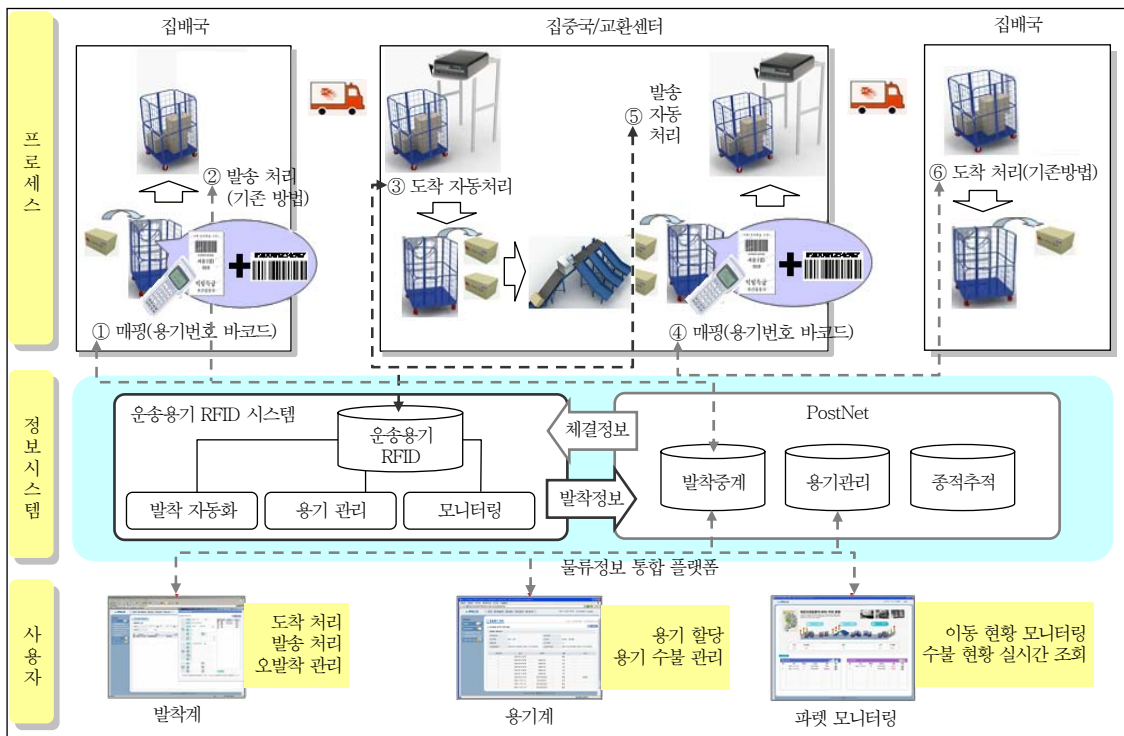 집배국
집중국/교환센터
집배국
프로세스
② 발송 처리
(기존 방법)
① 매핑(용기번호 바코드)
③ 도착 자동처리
⑤
발송
자동
처리
④ 매핑(용기번호 바코드)
⑥ 도착 처리(기존방법)
정보시스템
운송용기 RFID 시스템
운송용기
RFID
발착 자동화
용기 관리
모니터링
체결정보
발착정보
PostNet
발착중계
용기관리
종적추적
물류정보 통합 플랫폼
사용자
도착 처리
발송 처리
오발착 관리
발착계
용기 할당
용기 수불 관리
용기계
이동 현황 모니터링
수불 현황 실시간 조회
파렛 모니터링